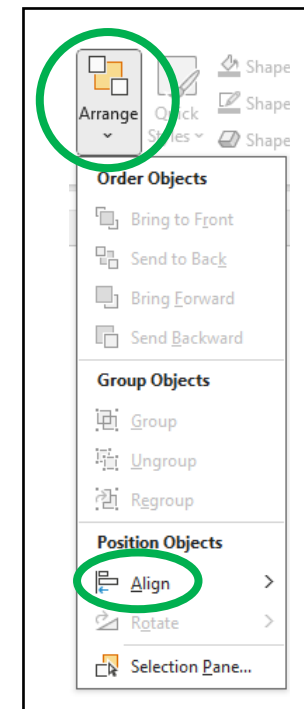 Shape
Arrange Quick Shape
Styles Shape
Order Objects
Bring to Front
Send to Back
Bring Forward
Send Backward
Group Objects
Group
Ungroup
Regroup
Position Objects
Align
Rotate
Selection Pane...